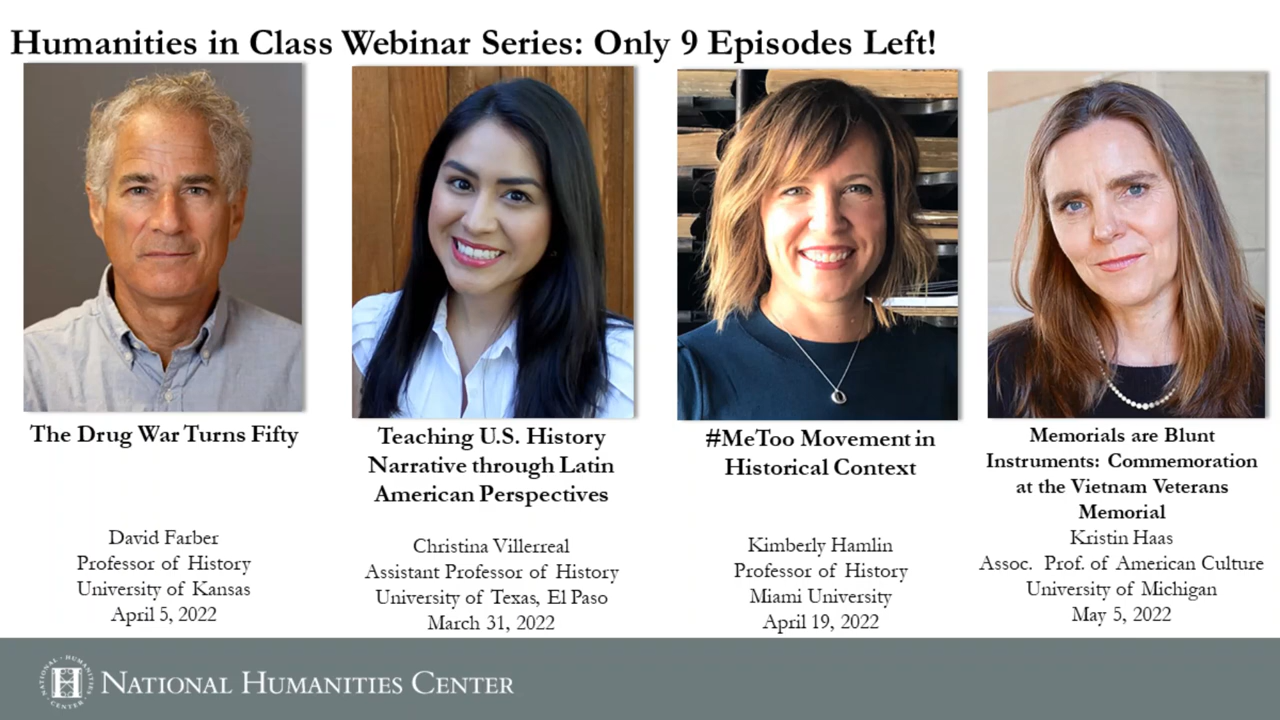 Humanities in Class Webinar Series: Only 9 Episodes Left!
The Drug War Turns Fifty
David Farber
Professor of History
University of Kansas
April 5, 2022
Teaching U.S. History
Narrative through Latin
American Perspectives
Christina Villerreal
Assistant Professor of History
University of Texas, El Paso
March 31, 2022
#MeToo Movement in
Historical Context
Kimberly Hamlin
Professor of History
Miami University
April 19, 2022
Memorials are Blunt
Instruments: Commemoration
at the Vietnam Veterans
Memorial
Kristin Haas
Assoc. Prof. of American Culture
University of Michigan
May 5, 2022
NATIONAL · HUMANITIES · CENTER ·
H
NATIONAL HUMANITIES CENTER